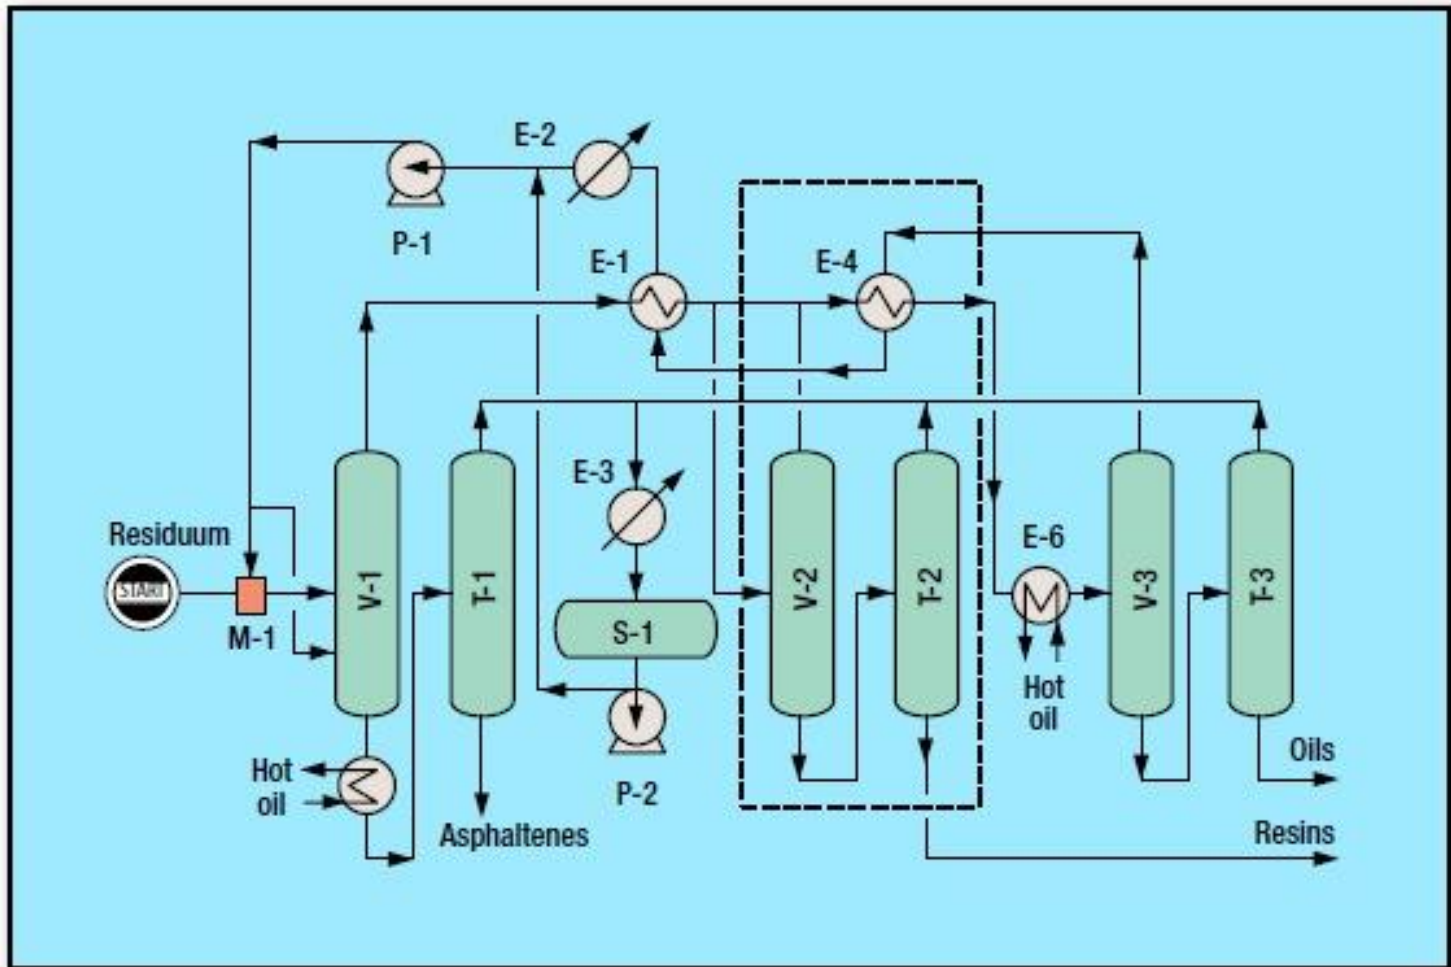 E-2
P-1
E-1
E-4
E-3
Residuum
START
M-1
V-1
T-1
S-1
V-2
T-2
E-6
V-3
T-3
Hot
oil
Hot
oil
P-2
Asphaltenes
Oils
Resins